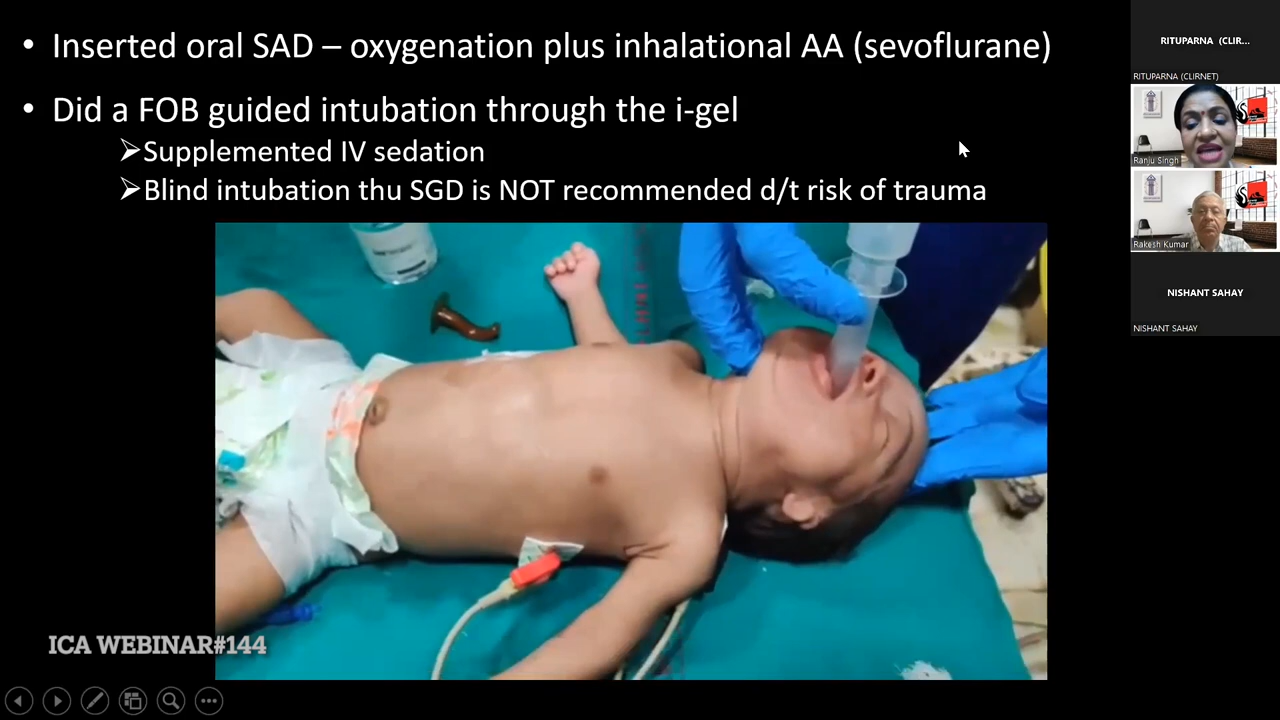 • Inserted oral SAD – oxygenation plus inhalational AA (sevoflurane)
• Did a FOB guided intubation through the i-gel
➢Supplemented IV sedation
➢Blind intubation thu SGD is NOT recommended d/t risk of trauma
ICA WEBINAR#144
RITUPARNA (CLIR...
RITUPARNA (CLIRNET)
Ranju Singh
Rakesh Kumar
NISHANT SAHAY
NISHANT SAHAY